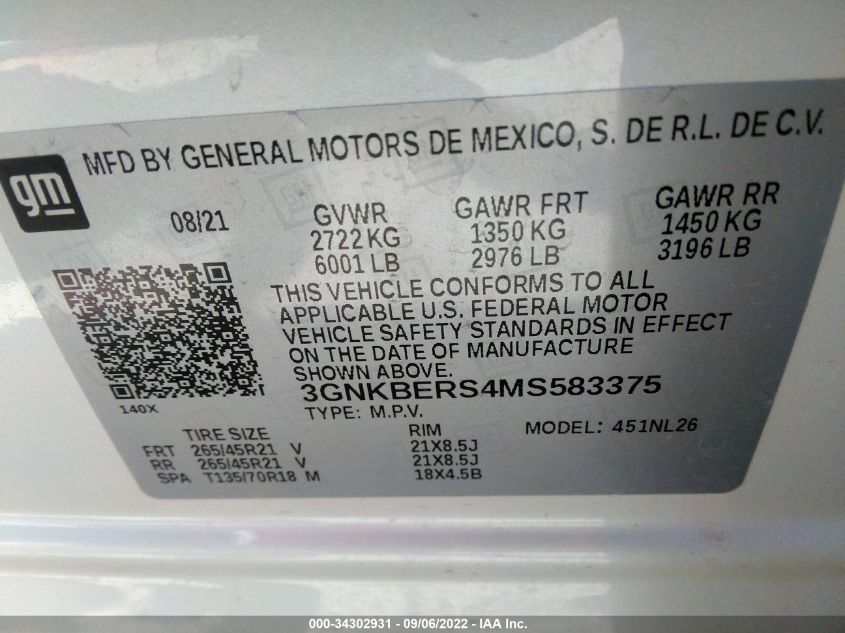 gm
MFD BY GENERAL MOTORS DE MEXICO, S. DE R.L. DE C.V.
08/21 GVWR GAWR FRT GAWR RR
2722 KG 1350 KG 1450 KG
6001 LB 2976 LB 3196 LB
THIS VEHICLE CONFORMS TO ALL
APPLICABLE U.S. FEDERAL MOTOR
VEHICLE SAFETY STANDARDS IN EFFECT
ON THE DATE OF MANUFACTURE
SHOWN ABOVE.
3GNKBERS4MS583375
140X TYPE: M.P.V. MODEL: 451NL26
TIRE SIZE RIM
FRT 265/45R21 V 21X8.5J
RR 265/45R21 V 21X8.5J
SPA T135/70R18 M 18X4.5B
000-34302931 - 09/06/2022 - IAA Inc.